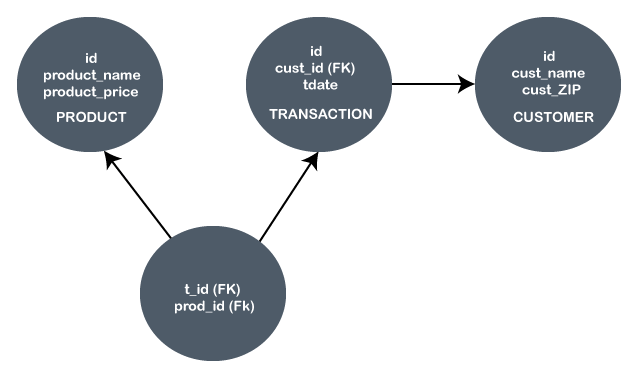 id
product_name
product_price
PRODUCT
id
cust_id (FK)
tdate
TRANSACTION
id
cust_name
cust_ZIP
CUSTOMER
t_id (FK)
prod_id (Fk)